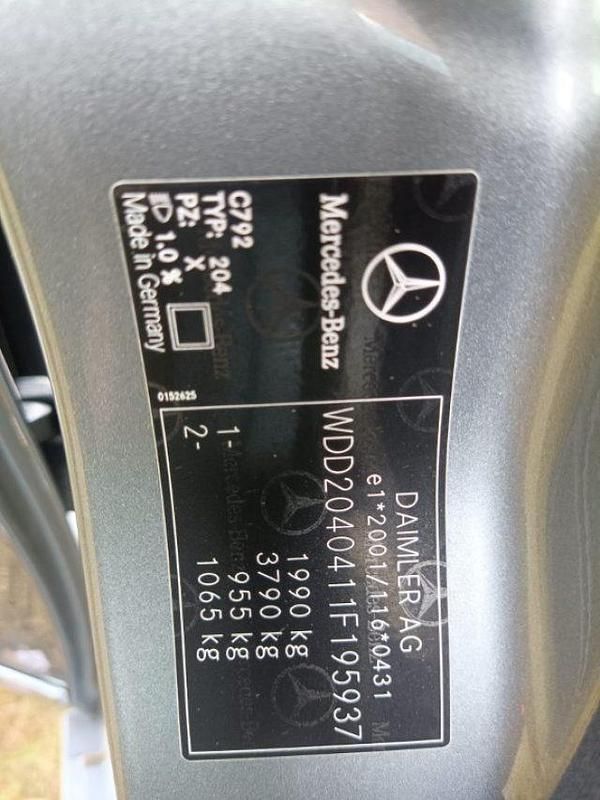 Mercedes-Benz
C792
TYP: 204
PZ: X
1.0 %
Made in Germany
0152625
DAIMLER AG
e1*2001/116*0431
WDD2040411F195937
1990 kg
3790 kg
1- 955 kg
2- 1065 kg